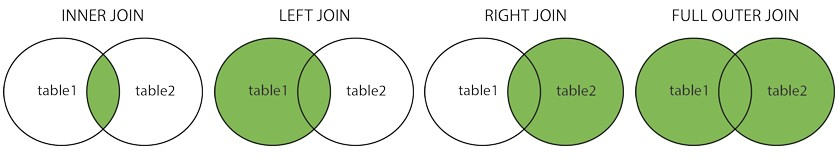 INNER JOIN
table1
table2
LEFT JOIN
table1
table2
RIGHT JOIN
table1
table2
FULL OUTER JOIN
table1
table2